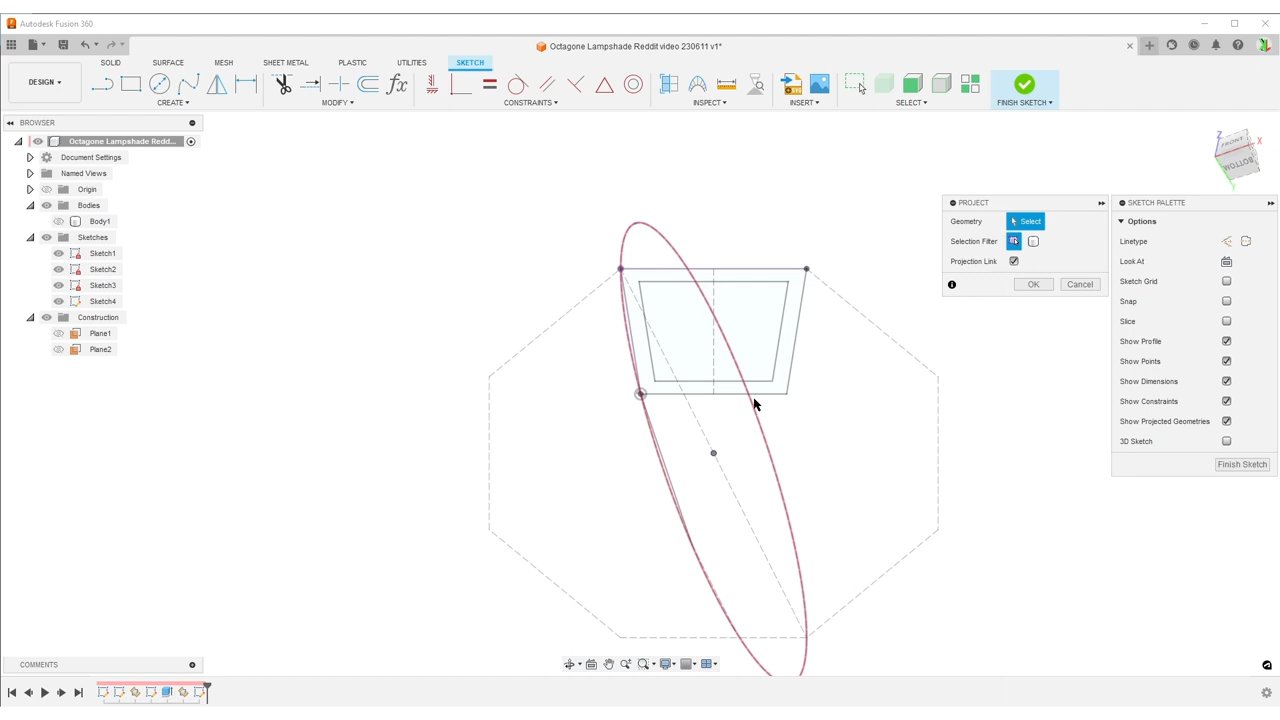 Autodesk Fusion 360
Octagone Lampshade Reddit video 230611 v1*
SOLID SURFACE MESH SHEET METAL PLASTIC UTILITIES SKETCH
DESIGN
fx
CREATE MODIFY CONSTRAINTS INSPECT INSERT SELECT FINISH SKETCH
BROWSER
Octagone Lampshade Redd...
Document Settings
Named Views
Origin
Bodies
Body1
Sketches
Sketch1
Sketch2
Sketch3
Sketch4
Construction
Plane1
Plane2
Z
X
FRONT
BOTTOM
Y
PROJECT
Geometry Select
Selection Filter
Projection Link
OK Cancel
SKETCH PALETTE
Options
Linetype
Look At
Sketch Grid
Snap
Slice
Show Profile
Show Points
Show Dimensions
Show Constraints
Show Projected Geometries
3D Sketch
Finish Sketch
COMMENTS